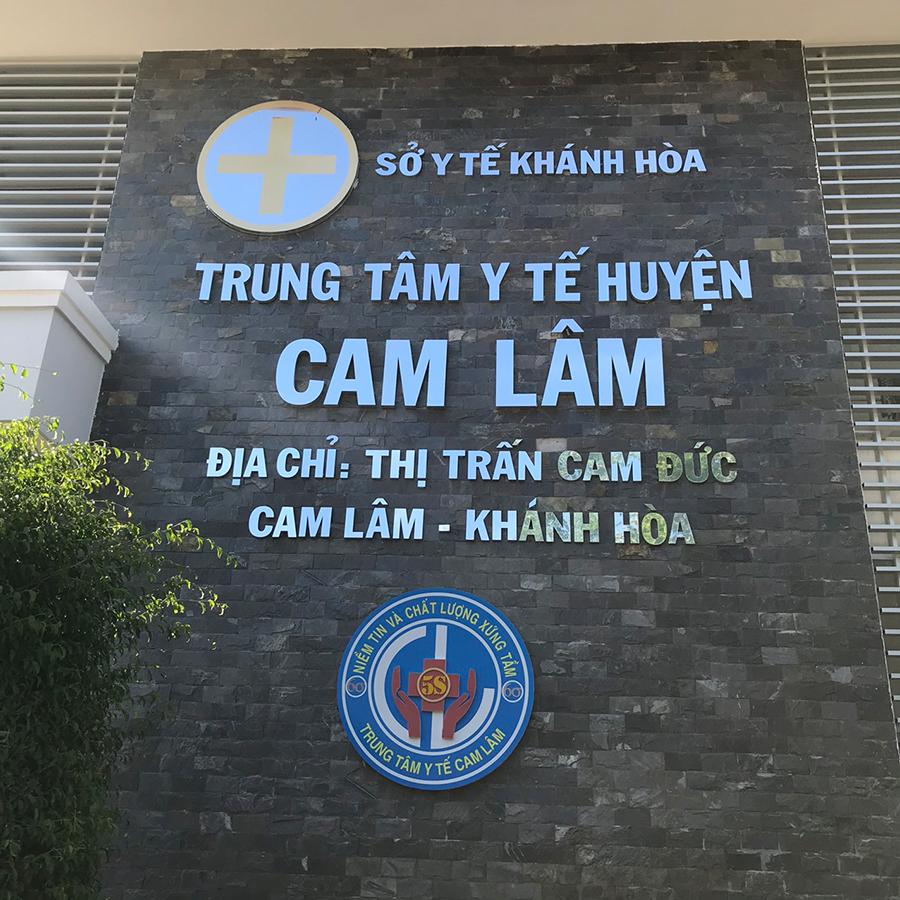 SỞ Y TẾ KHÁNH HÒA
TRUNG TÂM Y TẾ HUYỆN
CAM LÂM
ĐỊA CHỈ: THỊ TRẤN CAM ĐỨC
CAM LÂM - KHÁNH HÒA
NIỀM TIN VÀ CHẤT LƯỢNG XỨNG TẦM
5S
TRUNG TÂM Y TẾ CAM LÂM